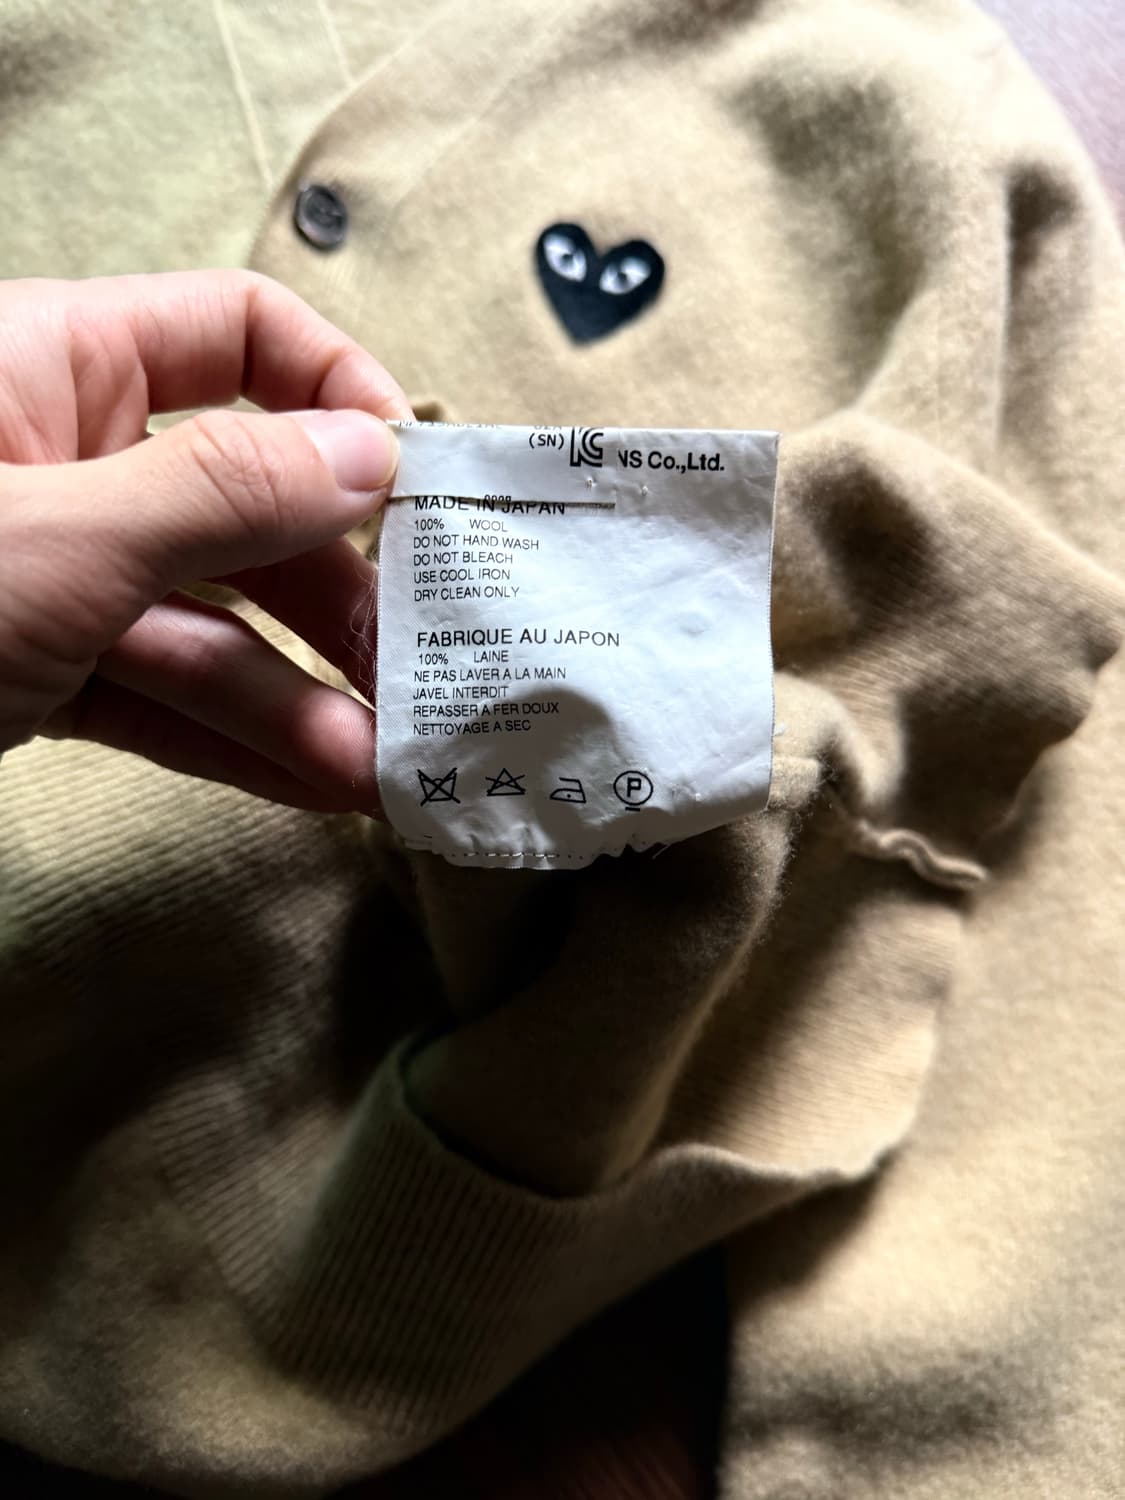 (SN)
NS Co.,Ltd.
MADE IN JAPAN
100% WOOL
DO NOT HAND WASH
DO NOT BLEACH
USE COOL IRON
DRY CLEAN ONLY
FABRIQUE AU JAPON
100% LAINE
NE PAS LAVER A LA MAIN
JAVEL INTERDIT
REPASSER A FER DOUX
NETTOYAGE A SEC
P